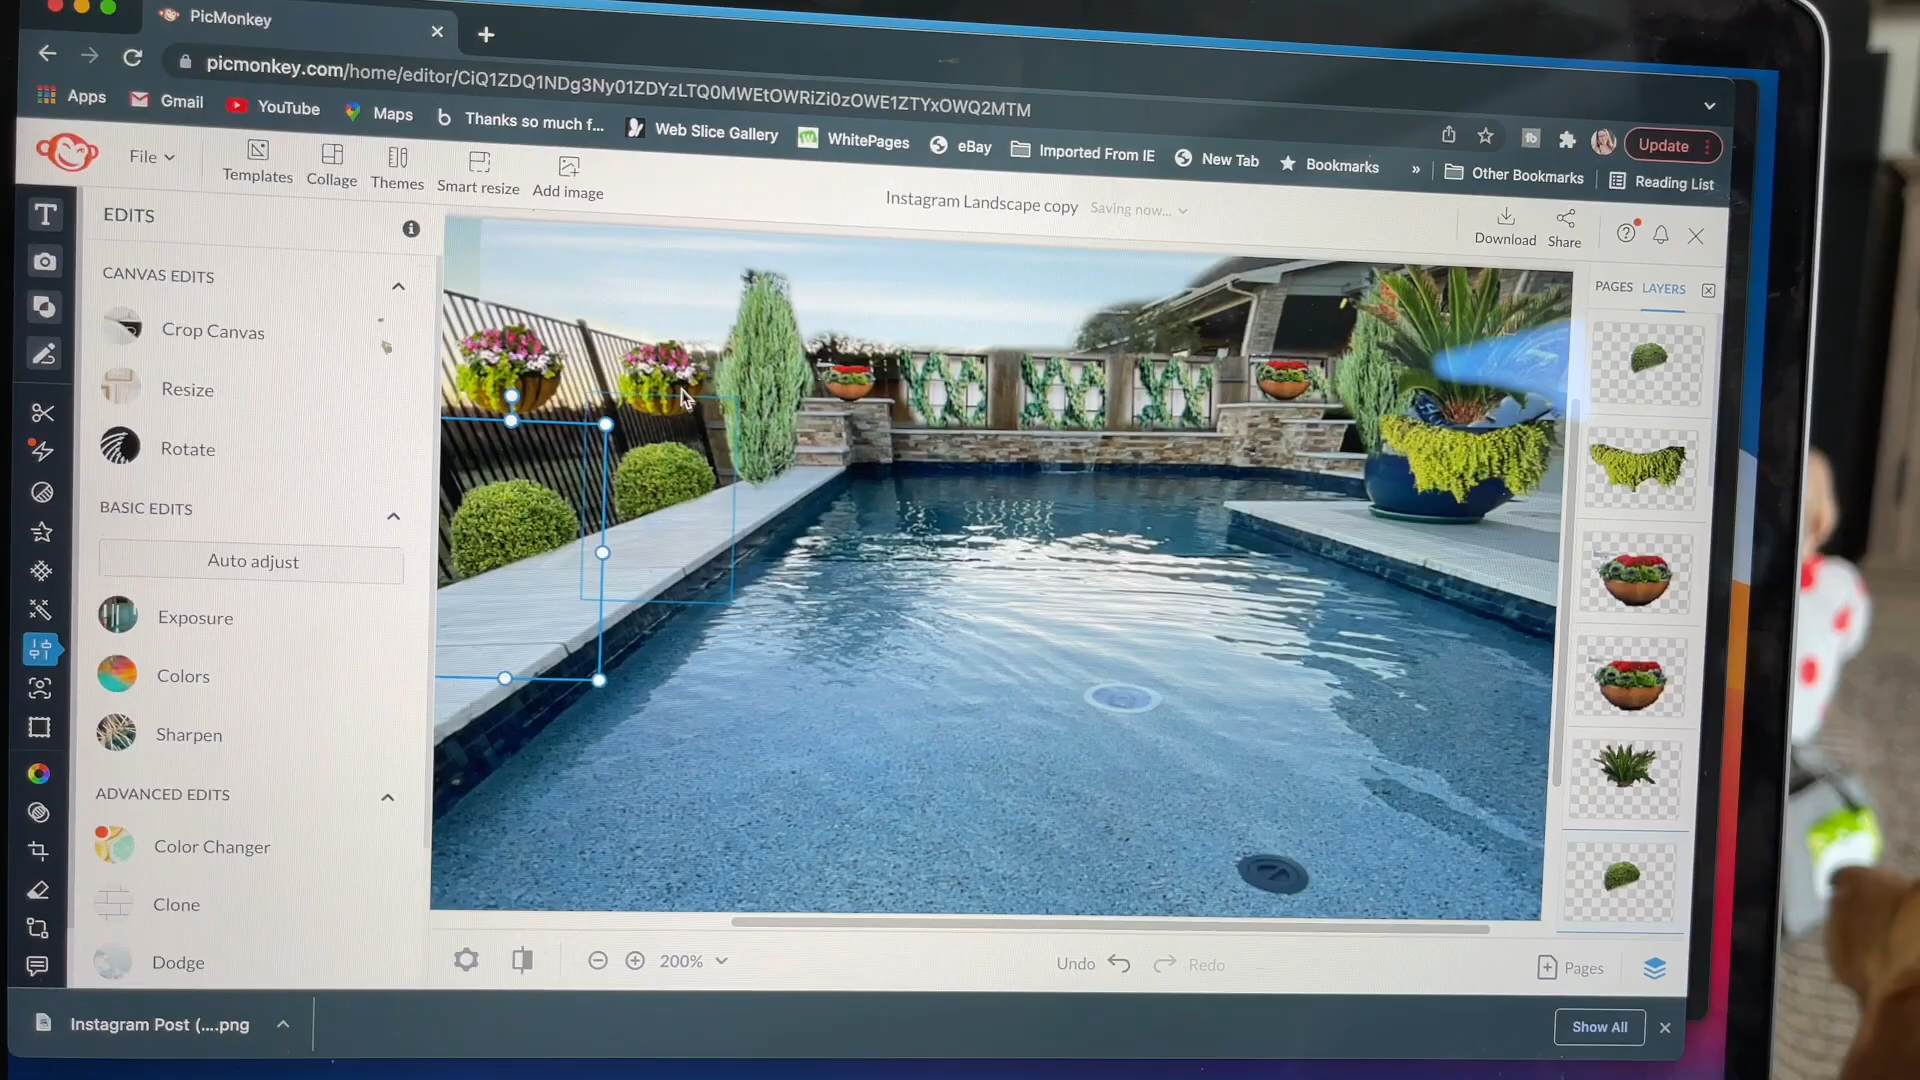 PicMonkey
picmonkey.com/home/editor/CiQ1ZDQ1NDg3Ny01ZDYzLTQ0MWEtOWRiZi0zOWE1ZTYxOWQ2MTM
Apps Gmail YouTube Maps Thanks so much f... Web Slice Gallery WhitePages eBay Imported From IE New Tab Bookmarks » Other Bookmarks Reading List
Update
File Templates Collage Themes Smart resize Add image
Instagram Landscape copy Saving now...
Download Share
EDITS
PAGES LAYERS
CANVAS EDITS
Crop Canvas
Resize
Rotate
BASIC EDITS
Auto adjust
Exposure
Colors
Sharpen
ADVANCED EDITS
Color Changer
Clone
Dodge
200%
Undo Redo
Pages
Instagram Post (....png
Show All